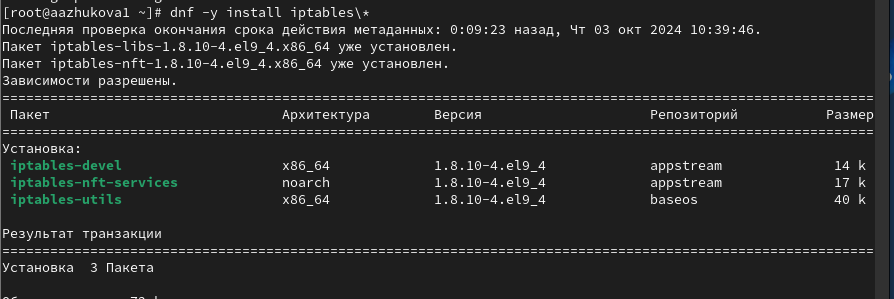 [root@aazhukova1 ~]# dnf -y install iptables\*
Последняя проверка окончания срока действия метаданных: 0:09:23 назад, Чт 03 окт 2024 10:39:46.
Пакет iptables-libs-1.8.10-4.el9_4.x86_64 уже установлен.
Пакет iptables-nft-1.8.10-4.el9_4.x86_64 уже установлен.
Зависимости разрешены.
Пакет Архитектура Версия Репозиторий Размер
Установка:
iptables-devel x86_64 1.8.10-4.el9_4 appstream 14 k
iptables-nft-services noarch 1.8.10-4.el9_4 appstream 17 k
iptables-utils x86_64 1.8.10-4.el9_4 baseos 40 k
Результат транзакции
Установка 3 Пакета